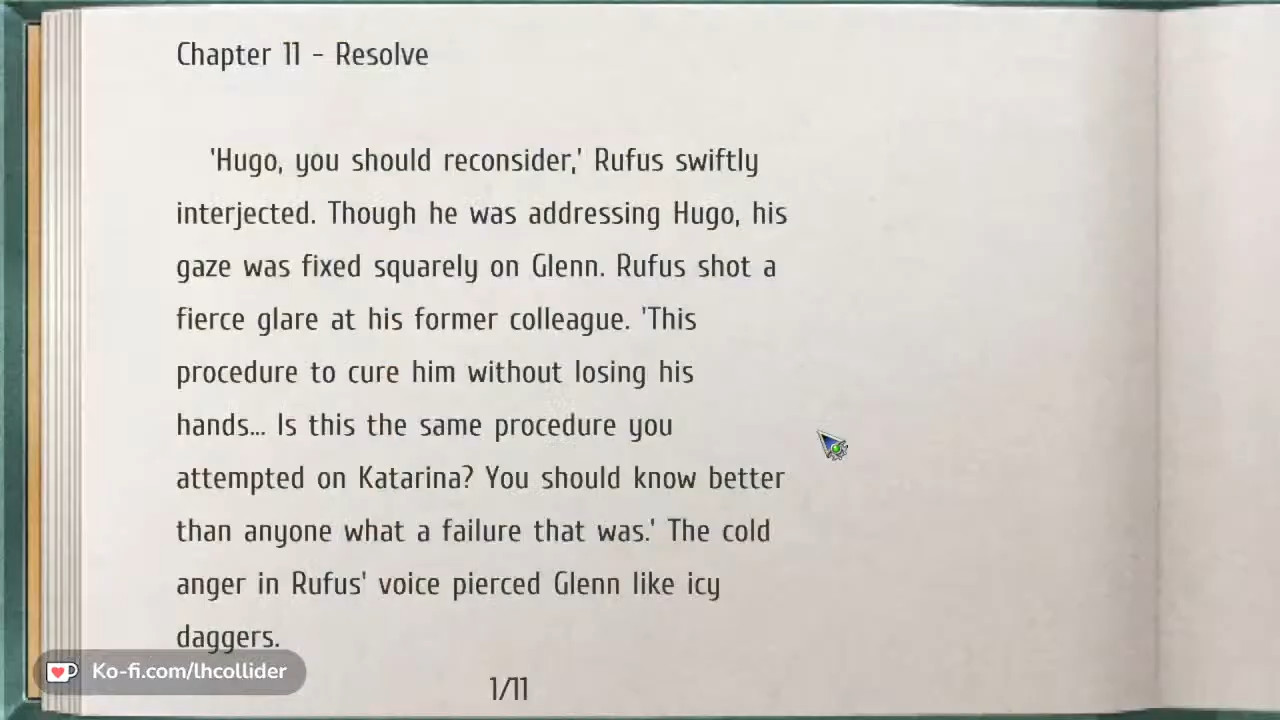 Chapter 11 - Resolve
'Hugo, you should reconsider,' Rufus swiftly
interjected. Though he was addressing Hugo, his
gaze was fixed squarely on Glenn. Rufus shot a
fierce glare at his former colleague. 'This
procedure to cure him without losing his
hands... Is this the same procedure you
attempted on Katarina? You should know better
than anyone what a failure that was.' The cold
anger in Rufus' voice pierced Glenn like icy
daggers.
Ko-fi.com/lhcollider
1/11